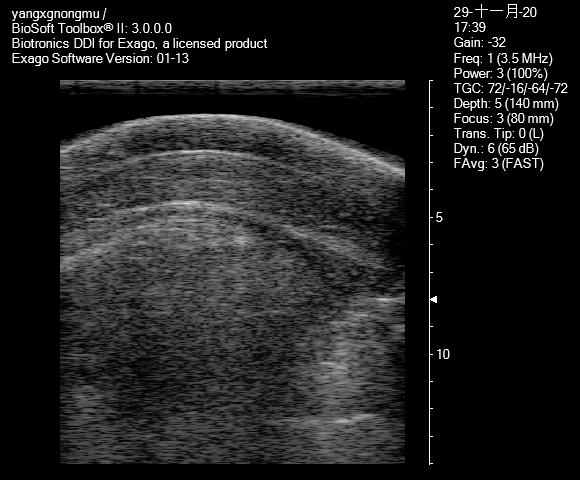 yangxgnongmu /
BioSoft Toolbox® II: 3.0.0.0
Biotronics DDI for Exago, a licensed product
Exago Software Version: 01-13
29-十一月-20
17:39
Gain: -32
Freq: 1 (3.5 MHz)
Power: 3 (100%)
TGC: 72/-16/-64/-72
Depth: 5 (140 mm)
Focus: 3 (80 mm)
Trans. Tip: 0 (L)
Dyn.: 6 (65 dB)
FAvg: 3 (FAST)
5
10